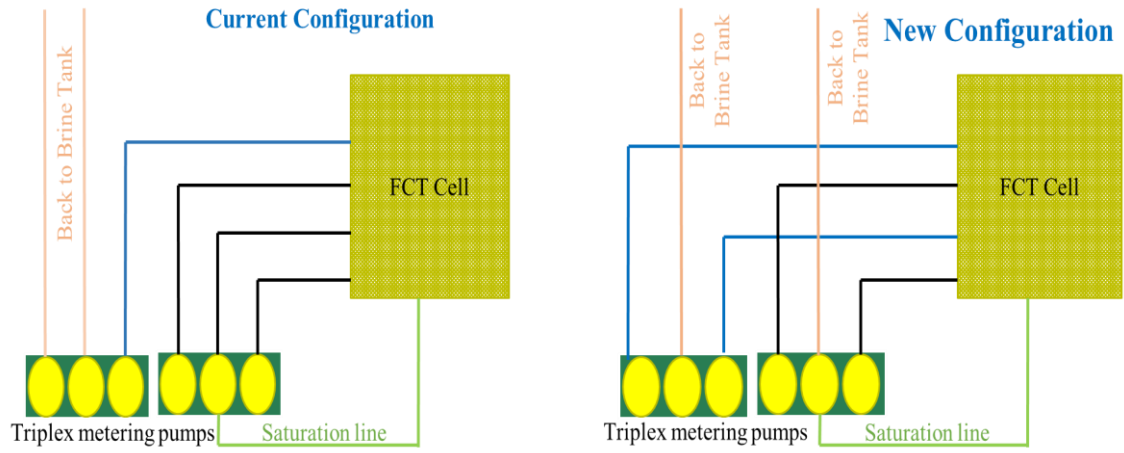 Current Configuration
Back to Brine Tank
FCT Cell
Triplex metering pumps
Saturation line
New Configuration
Back to
Brine Tank
Back to
Brine Tank
FCT Cell
Triplex metering pumps
Saturation line